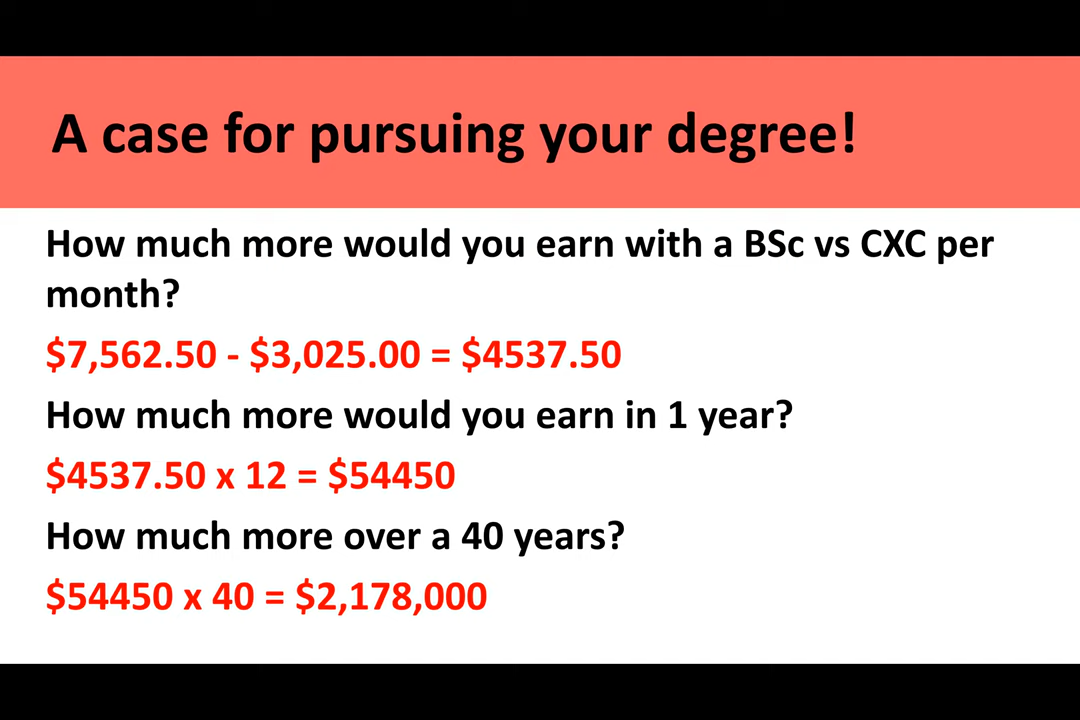 A case for pursuing your degree!
How much more would you earn with a BSc vs CXC per
month?
$7,562.50 - $3,025.00 = $4537.50
How much more would you earn in 1 year?
$4537.50 x 12 = $54450
How much more over a 40 years?
$54450 x 40 = $2,178,000